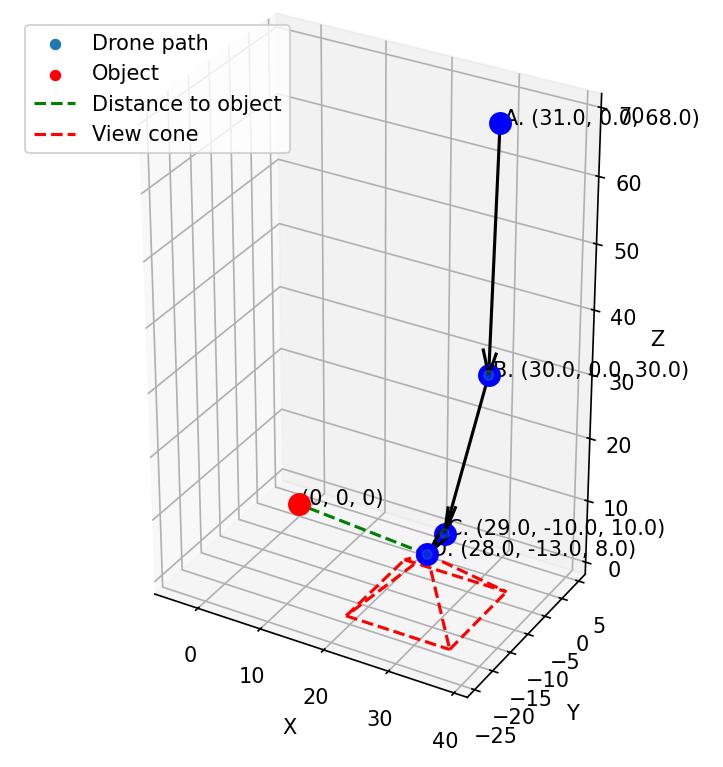 Drone path
Object
Distance to object
View cone
A. (31.0, 0.0, 68.0)
70
60
50
40
Z
B. (30.0, 0.0, 30.0)
30
20
10
(0, 0, 0)
C. (29.0, -10.0, 10.0)
D. (28.0, -13.0, 8.0)
0
5
0
−5
−10
−15
−20
−25
Y
0
10
20
30
40
X